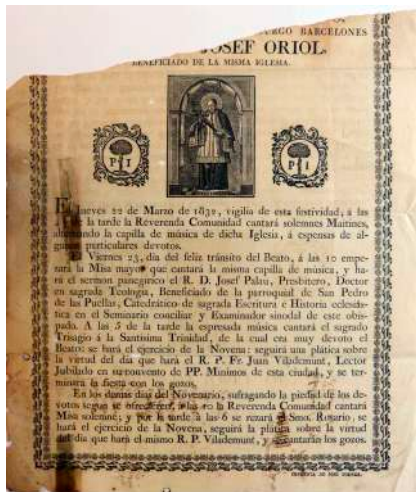 URGO BARCELONES
JOSEF ORIOL,
BENEFICIADO DE LA MISMA IGLESIA.
P I
P I
El Jueves 22 de Marzo de 1832, vigilia de esta festividad, á las
de la tarde la Reverenda Comunidad cantará solemnes Maitines,
alternando la capilla de música de dicha Iglesia, á espensas de al-
gunos particulares devotos.
El Viernes 23, dia del feliz tránsito del Beato, á las 10 empe-
zará la Misa mayor que cantará la misma capilla de música, y ha-
rá el sermon panegírico el R. D. Josef Palau, Presbítero, Doctor
en sagrada Teología, Beneficiado de la parroquial de San Pedro
de las Puellas, Catedrático de sagrada Escritura é Historia eclesiás-
tica en el Seminario conciliar y Examinador sinodal de este obis-
pado. A las 5 de la tarde la espresada música cantará el sagrado
Trisagio á la Santísima Trinidad, de la cual era muy devoto el
Beato: se hará el ejercicio de la Novena: seguirá una plática sobre
la virtud del dia que hará el R. P. Fr. Juan Vilademunt, Lector
Jubilado en su convento de PP. Mínimos de esta ciudad, y se ter-
minará la fiesta con los gozos.
En los demas dias del Novenario, sufragando la piedad de los de-
votos segun se ofrecieren, á las 10 la Reverenda Comunidad cantará
Misa solemne; y por la tarde á las 6 se rezará el Smo. Rosario, se
hará el ejercicio de la Novena, seguirá la plática sobre la virtud
del dia que hará el mismo R. P. Vilademunt, y se cantarán los gozos.
IMPRENTA DE